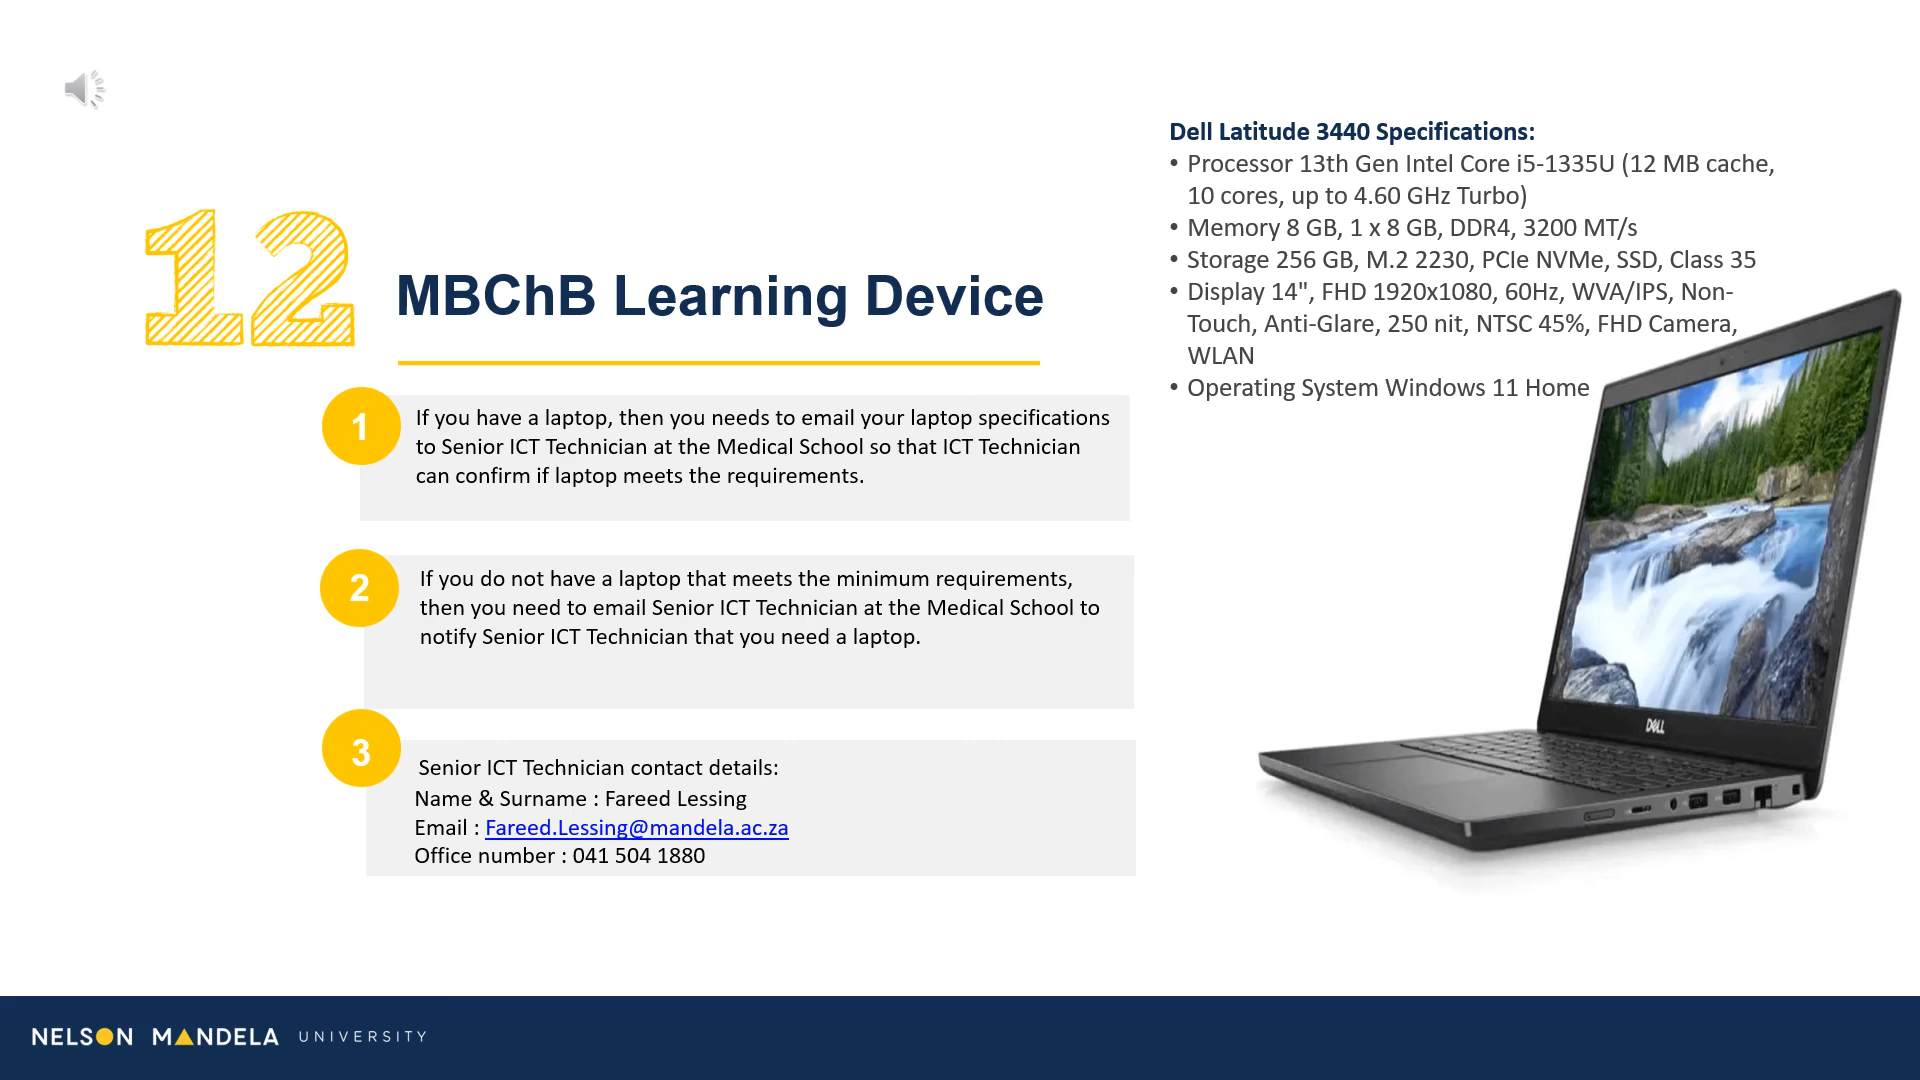 12
MBChB Learning Device
1
If you have a laptop, then you needs to email your laptop specifications
to Senior ICT Technician at the Medical School so that ICT Technician
can confirm if laptop meets the requirements.
2
If you do not have a laptop that meets the minimum requirements,
then you need to email Senior ICT Technician at the Medical School to
notify Senior ICT Technician that you need a laptop.
3
Senior ICT Technician contact details:
Name & Surname : Fareed Lessing
Email : Fareed.Lessing@mandela.ac.za
Office number : 041 504 1880
Dell Latitude 3440 Specifications:
• Processor 13th Gen Intel Core i5-1335U (12 MB cache,
10 cores, up to 4.60 GHz Turbo)
• Memory 8 GB, 1 x 8 GB, DDR4, 3200 MT/s
• Storage 256 GB, M.2 2230, PCIe NVMe, SSD, Class 35
• Display 14", FHD 1920x1080, 60Hz, WVA/IPS, Non-
Touch, Anti-Glare, 250 nit, NTSC 45%, FHD Camera,
WLAN
• Operating System Windows 11 Home
DELL
NELSON MANDELA UNIVERSITY